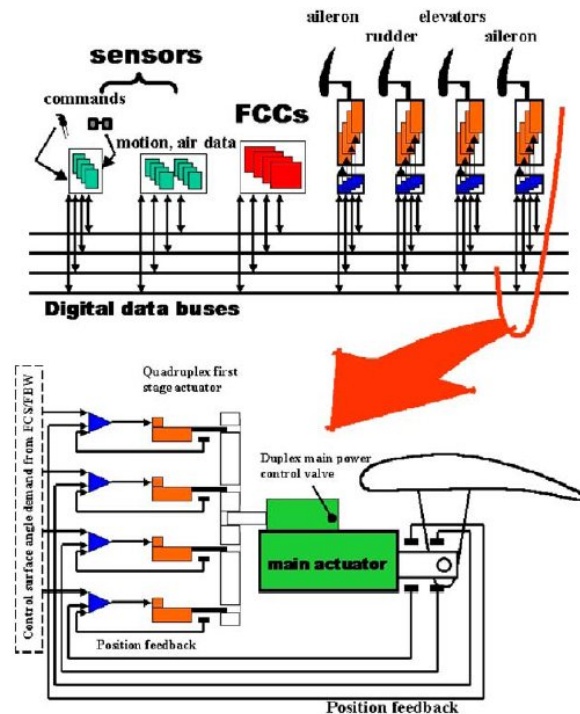 aileron
elevators
rudder
aileron
sensors
commands
FCCs
motion, air data
Digital data buses
Quadruplex first
stage actuator
Control surface angle demand from FCS/FBW
Duplex main power
control valve
main actuator
Position feedback
Position feedback